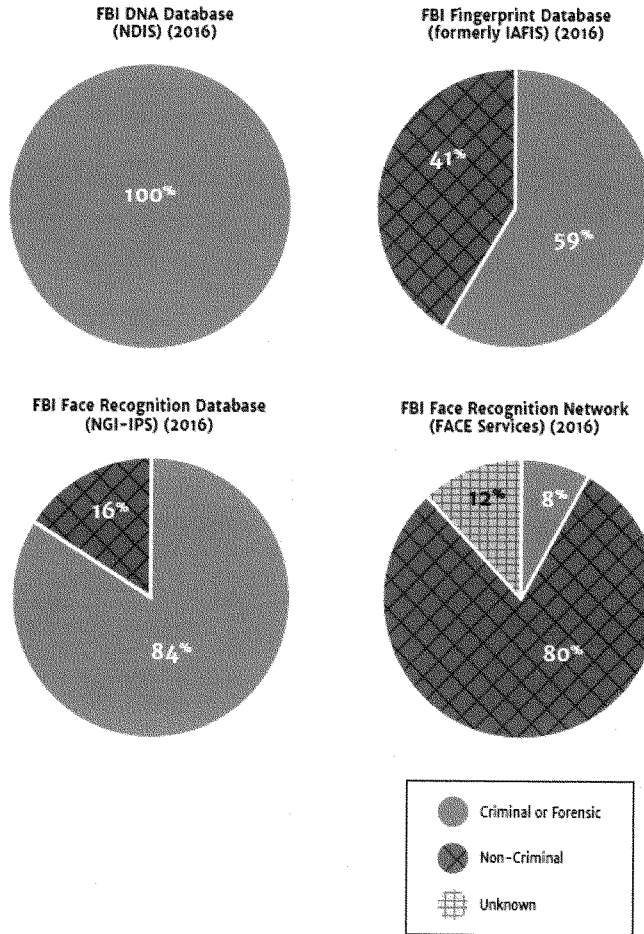 FBI DNA Database
(NDIS) (2016)
100%
FBI Fingerprint Database
(formerly IAFIS) (2016)
41%
59%
FBI Face Recognition Database
(NGI-IPS) (2016)
16%
84%
FBI Face Recognition Network
(FACE Services) (2016)
12%
8%
80%
Criminal or Forensic
Non-Criminal
Unknown